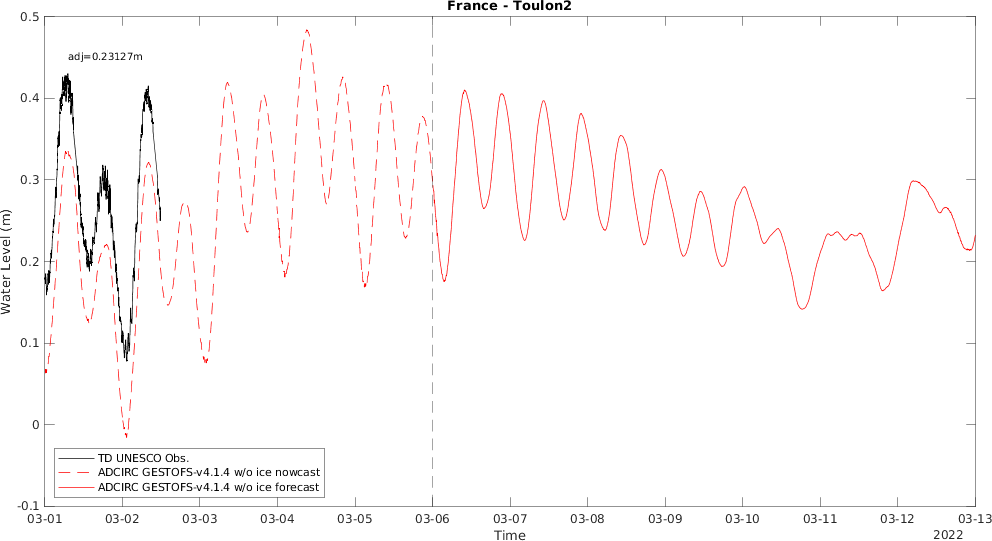 France - Toulon2
0.5
adj=0.23127m
0.4
0.3
0.2
0.1
0
-0.1
Water Level (m)
TD UNESCO Obs.
ADCIRC GESTOFS-v4.1.4 w/o ice nowcast
ADCIRC GESTOFS-v4.1.4 w/o ice forecast
03-01 03-02 03-03 03-04 03-05 03-06 03-07 03-08 03-09 03-10 03-11 03-12 03-13
Time
2022